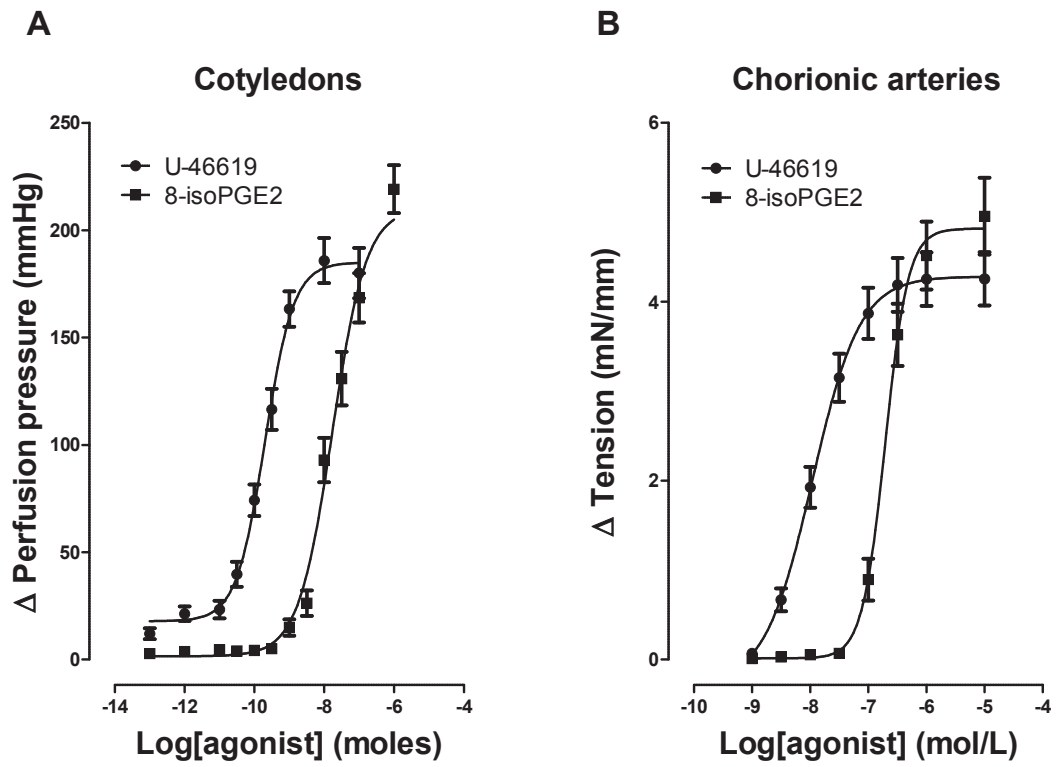 A
Cotyledons
250
200
150
100
50
0
Δ Perfusion pressure (mmHg)
U-46619
8-isoPGE2
-14
-12
-10
-8
-6
-4
Log[agonist] (moles)
B
Chorionic arteries
6
4
2
0
Δ Tension (mN/mm)
U-46619
8-isoPGE2
-10
-9
-8
-7
-6
-5
-4
Log[agonist] (mol/L)